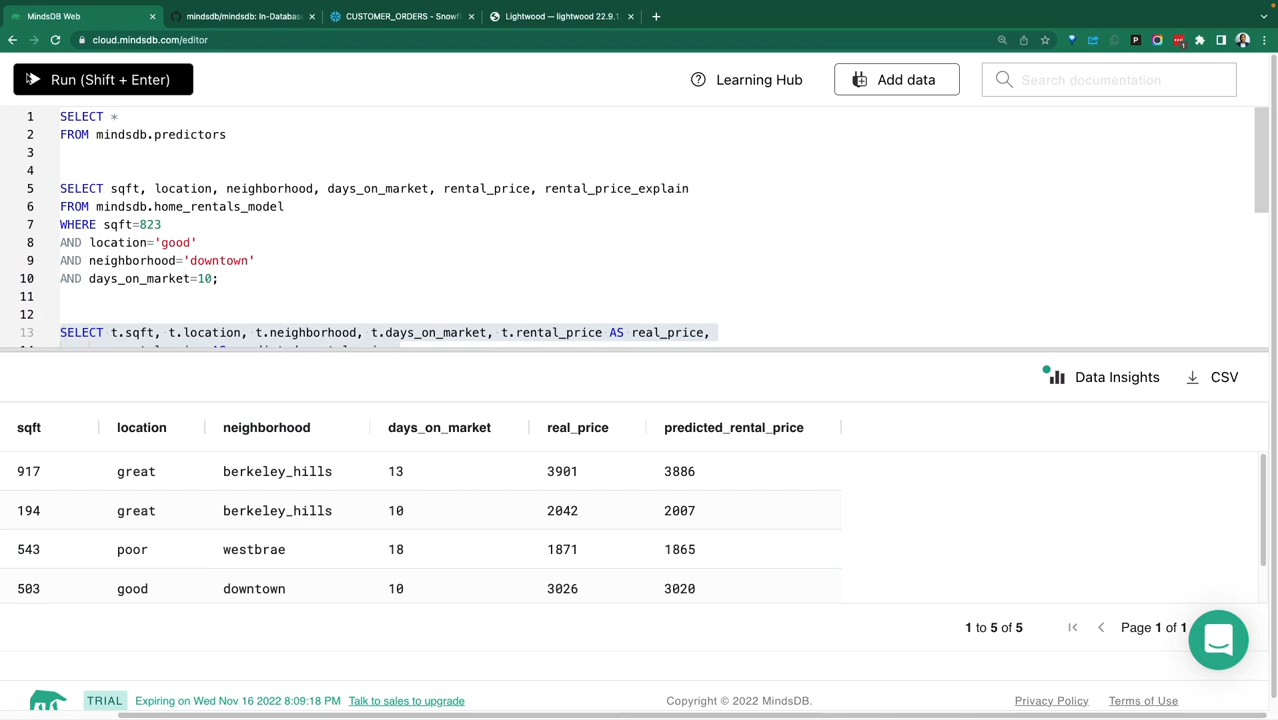 MindsDB Web
mindsdb/mindsdb: In-Databas
CUSTOMER_ORDERS - Snowfl
Lightwood — lightwood 22.9.1
cloud.mindsdb.com/editor
Run (Shift + Enter)
Learning Hub
Add data
Search documentation
1 SELECT *
2 FROM mindsdb.predictors
3
4
5 SELECT sqft, location, neighborhood, days_on_market, rental_price, rental_price_explain
6 FROM mindsdb.home_rentals_model
7 WHERE sqft=823
8 AND location='good'
9 AND neighborhood='downtown'
10 AND days_on_market=10;
11
12
13 SELECT t.sqft, t.location, t.neighborhood, t.days_on_market, t.rental_price AS real_price,
Data Insights
CSV
sqft location neighborhood days_on_market real_price predicted_rental_price
917 great berkeley_hills 13 3901 3886
194 great berkeley_hills 10 2042 2007
543 poor westbrae 18 1871 1865
503 good downtown 10 3026 3020
1 to 5 of 5
Page 1 of 1
TRIAL Expiring on Wed Nov 16 2022 8:09:18 PM Talk to sales to upgrade
Copyright © 2022 MindsDB.
Privacy Policy
Terms of Use